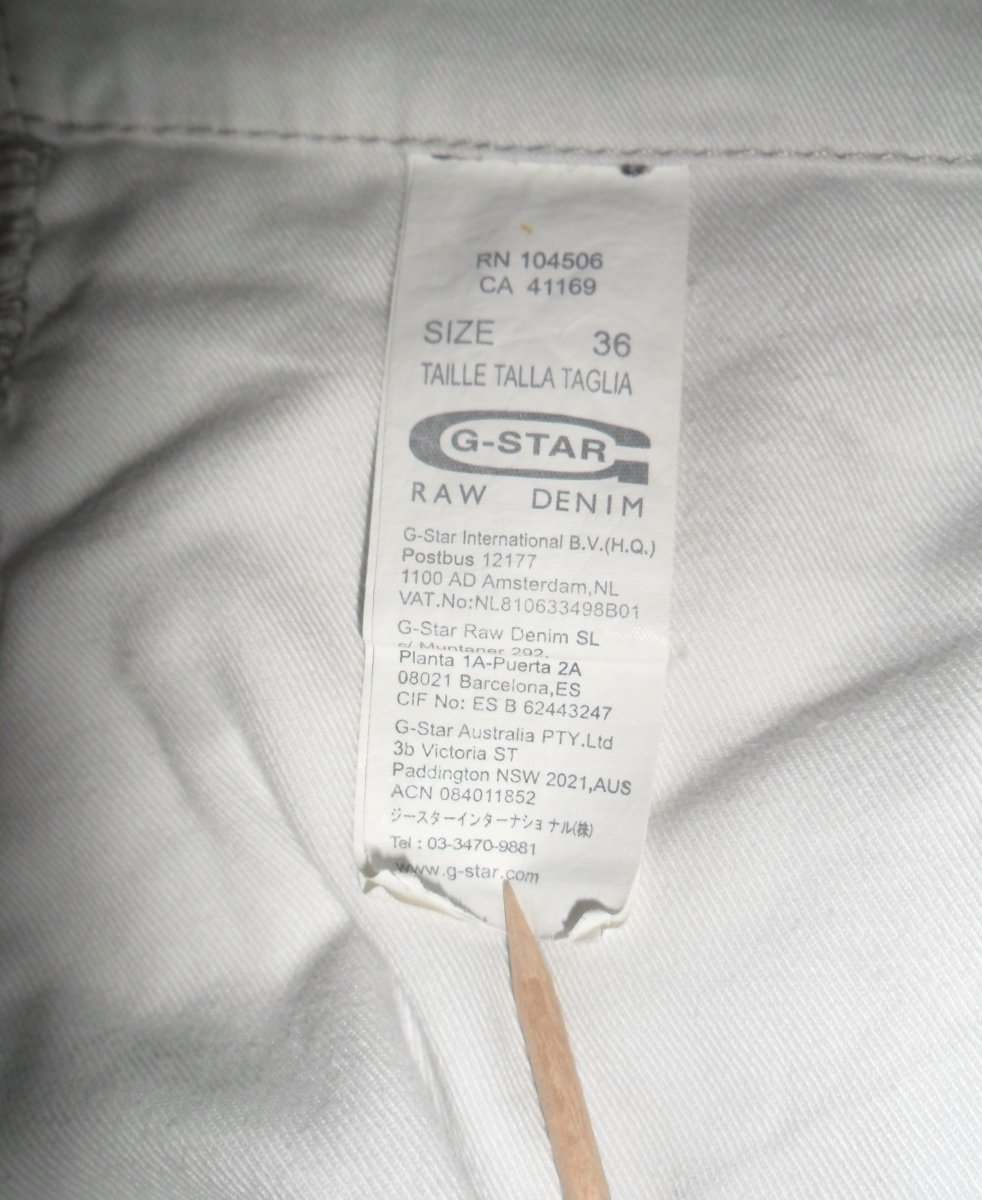 RN 104506
CA 41169
SIZE 36
TAILLE TALLA TAGLIA
G-STAR
RAW DENIM
G-Star International B.V.(H.Q.)
Postbus 12177
1100 AD Amsterdam,NL
VAT.No:NL810633498B01
G-Star Raw Denim SL
c/ Muntaner 292,
Planta 1A-Puerta 2A
08021 Barcelona,ES
CIF No: ES B 62443247
G-Star Australia PTY.Ltd
3b Victoria ST
Paddington NSW 2021,AUS
ACN 084011852
ジースターインターナショナル(株)
Tel : 03-3470-9881
www.g-star.com